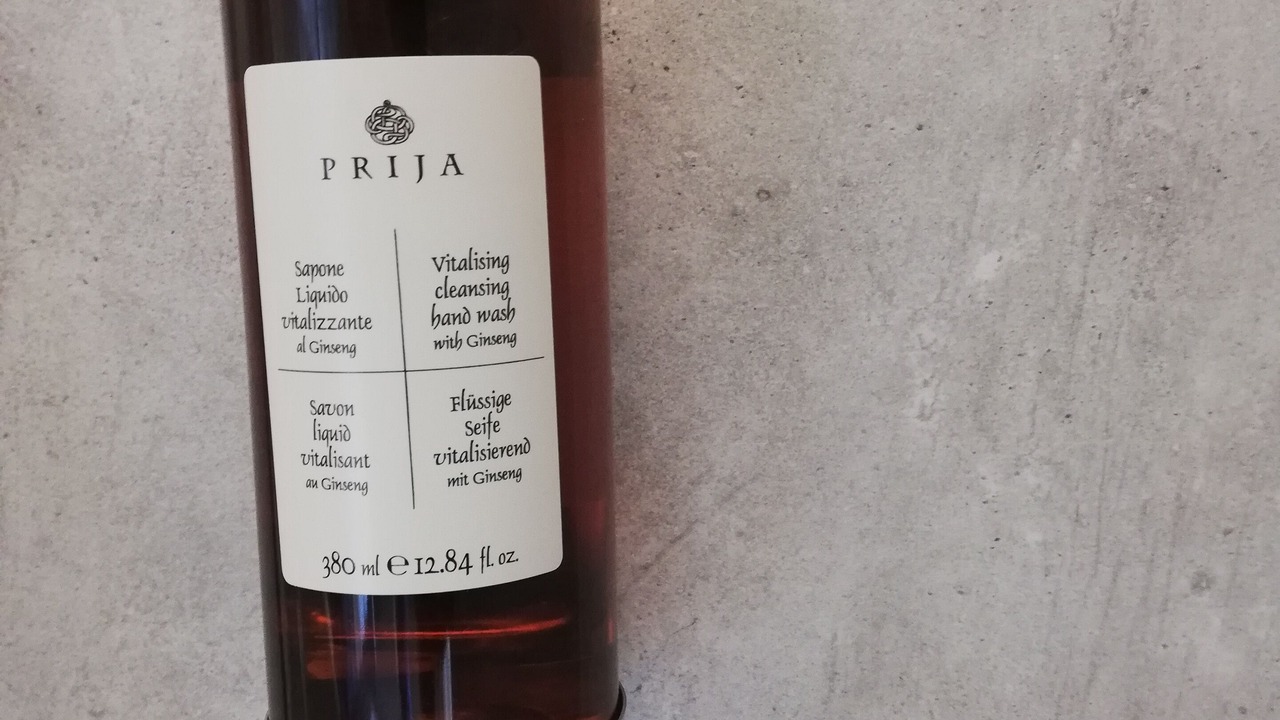 PRIJA
Sapone
Liquido
vitalizzante
al Ginseng
Vitalising
cleansing
hand wash
with Ginseng
Savon
liquid
vitalisant
au Ginseng
Flüssige
Seife
vitalisierend
mit Ginseng
380 ml ℮ 12.84 fl. oz.